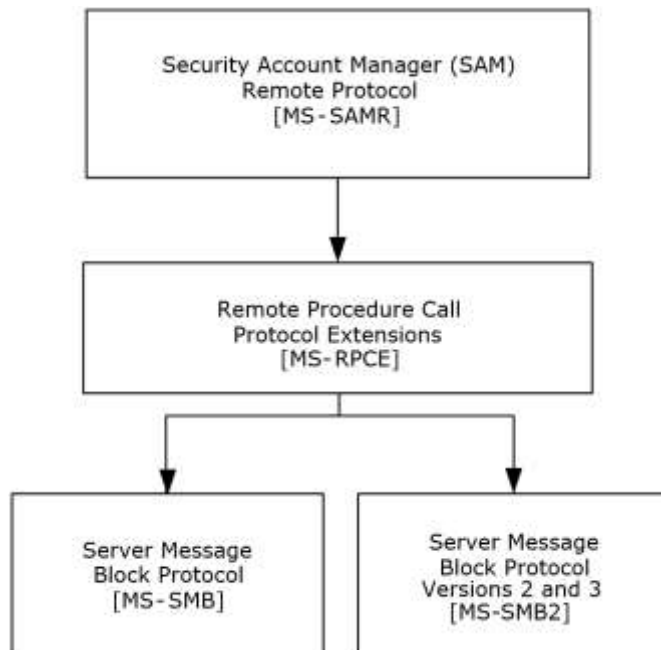 Security Account Manager (SAM)
Remote Protocol
[MS-SAMR]
Remote Procedure Call
Protocol Extensions
[MS-RPCE]
Server Message
Block Protocol
[MS-SMB]
Server Message
Block Protocol
Versions 2 and 3
[MS-SMB2]